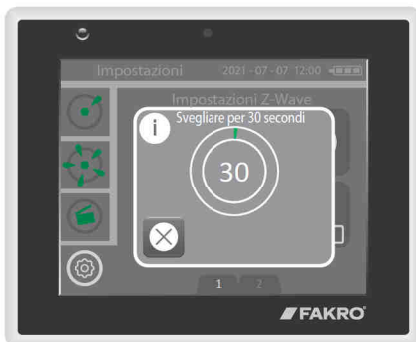 Impostazioni 2021-07-07 12:00
Impostazioni Z-Wave
Svegliare per 30 secondi
i
30
1 2
FAKRO